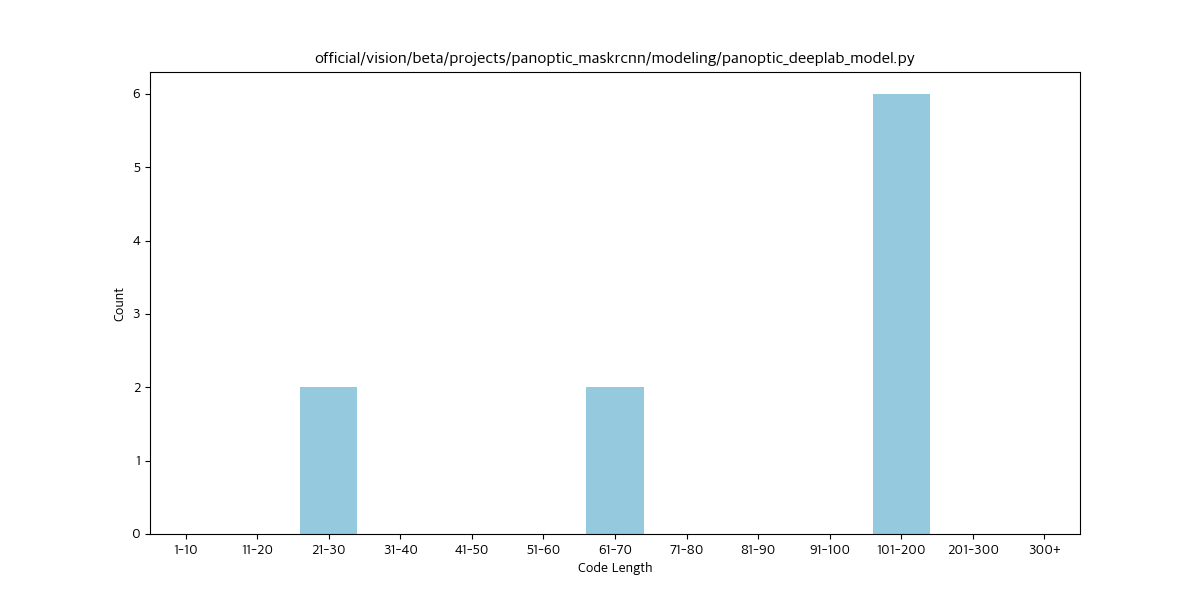 official/vision/beta/projects/panoptic_maskrcnn/modeling/panoptic_deeplab_model.py
6
5
4
3
2
1
0
Count
1-10 11-20 21-30 31-40 41-50 51-60 61-70 71-80 81-90 91-100 101-200 201-300 300+
Code Length